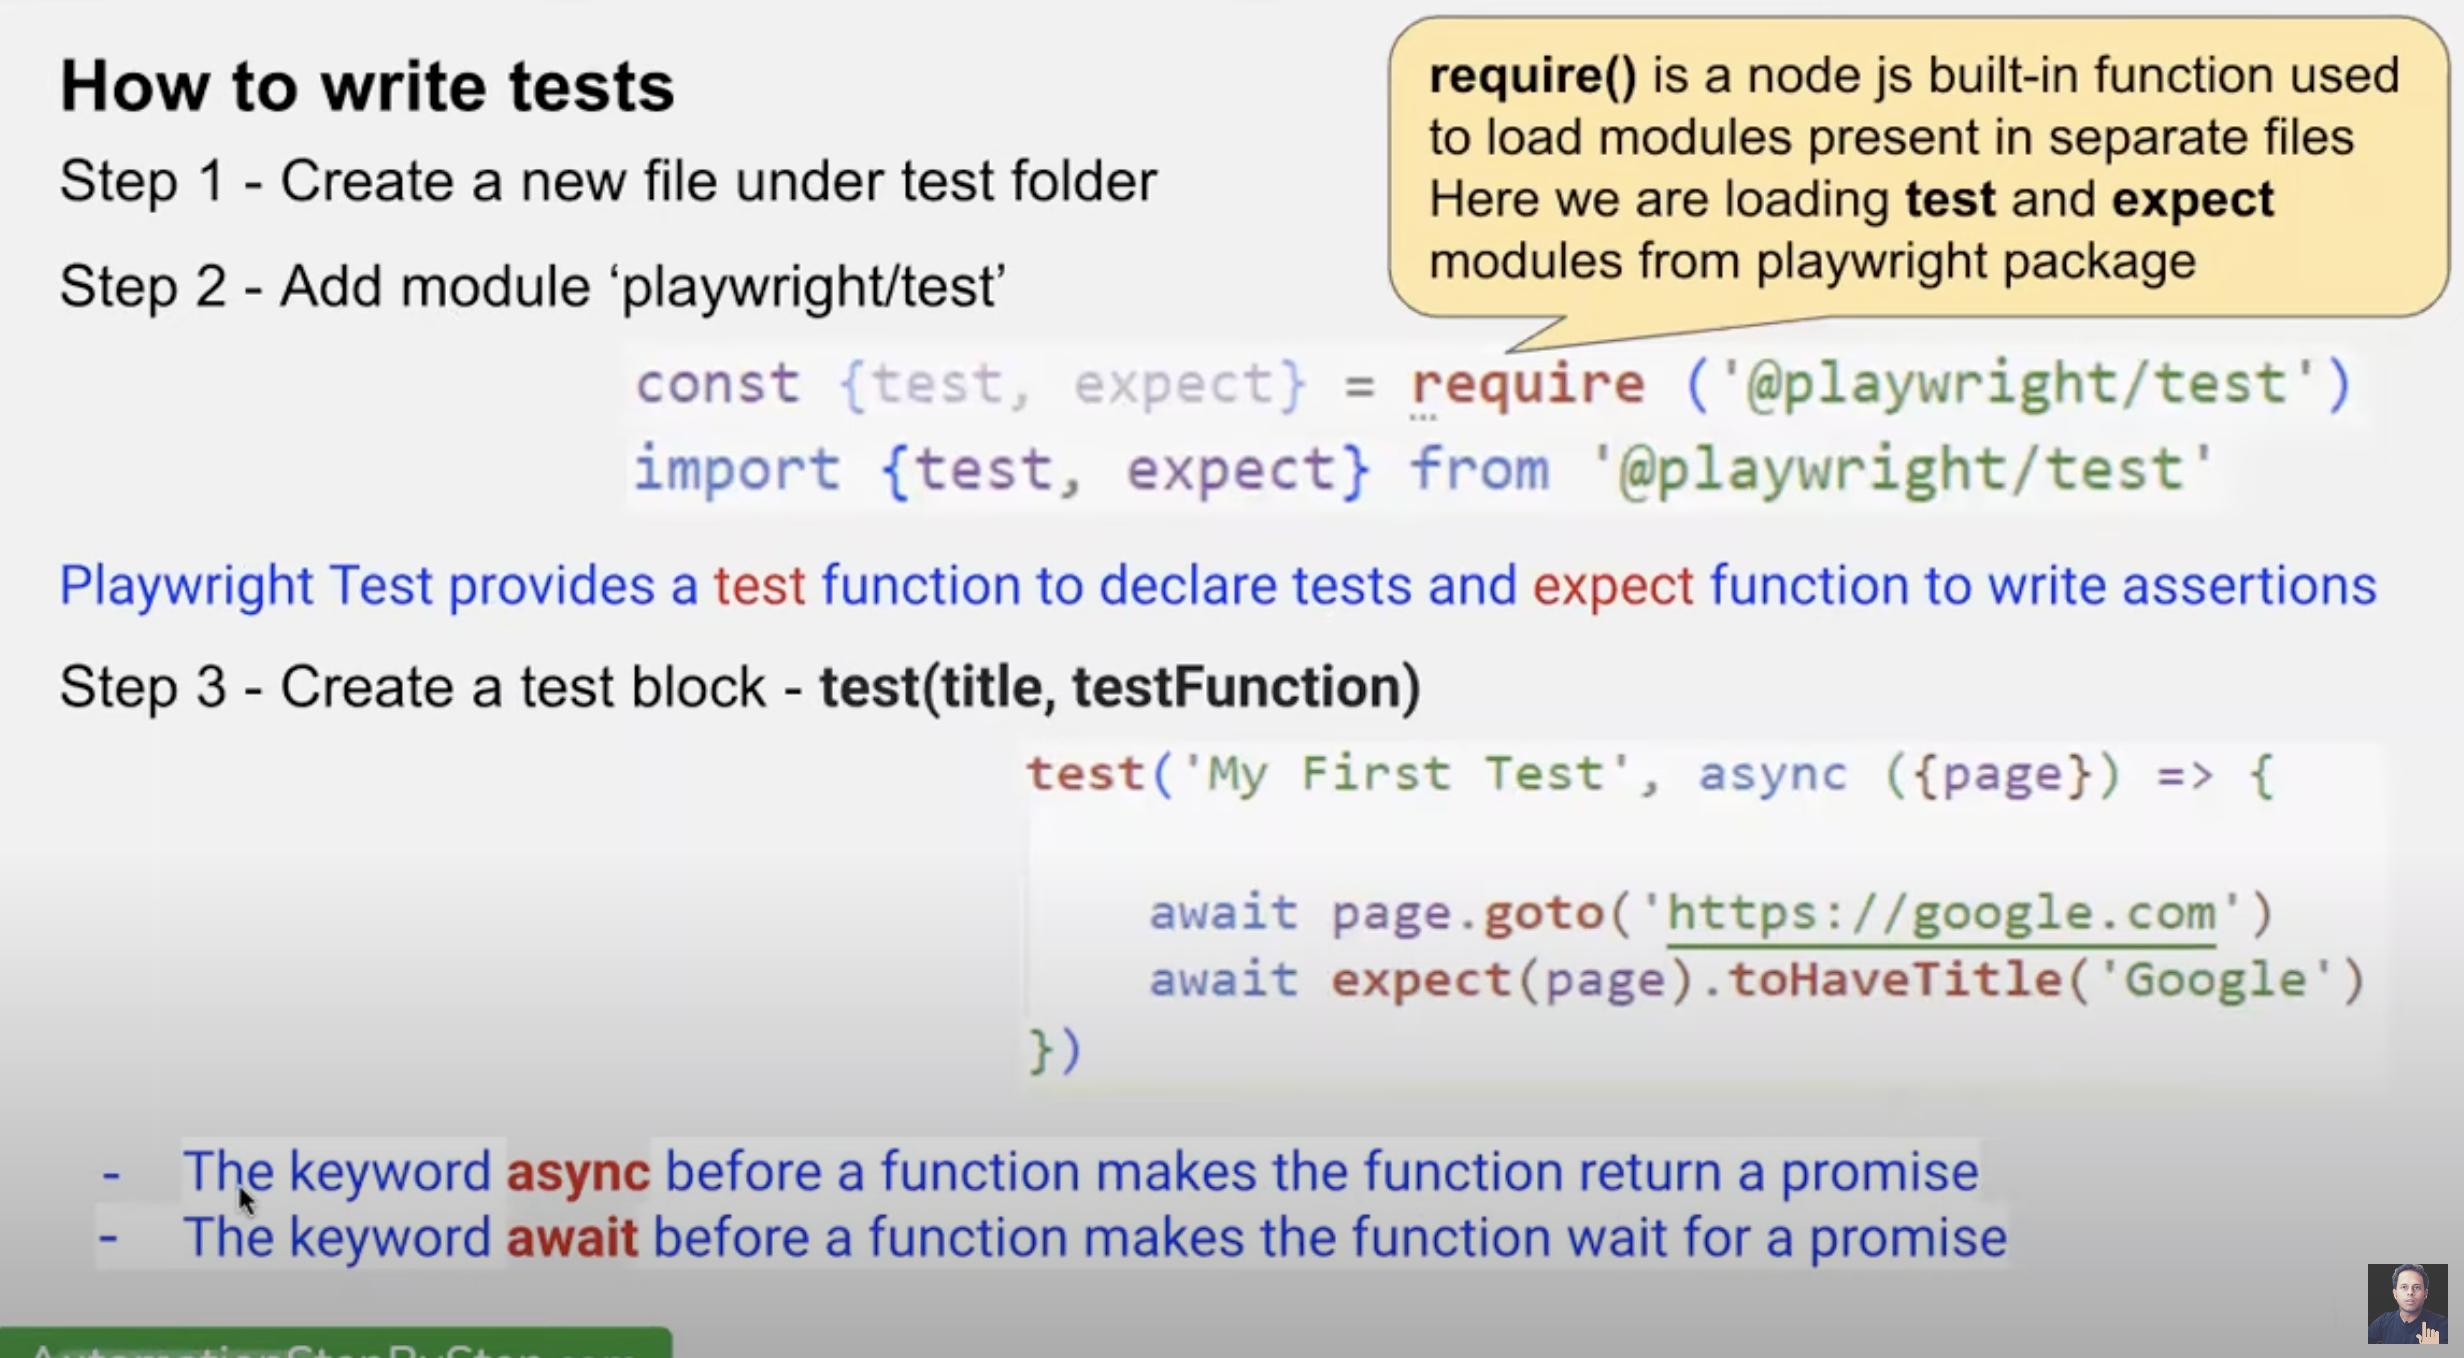 How to write tests
Step 1 - Create a new file under test folder
Step 2 - Add module ‘playwright/test’
require() is a node js built-in function used
to load modules present in separate files
Here we are loading test and expect
modules from playwright package
const {test, expect} = require ('@playwright/test')
import {test, expect} from '@playwright/test'
Playwright Test provides a test function to declare tests and expect function to write assertions
Step 3 - Create a test block - test(title, testFunction)
test('My First Test', async ({page}) => {
await page.goto('https://google.com')
await expect(page).toHaveTitle('Google')
})
- The keyword async before a function makes the function return a promise
- The keyword await before a function makes the function wait for a promise
AutomationStepByStep.com